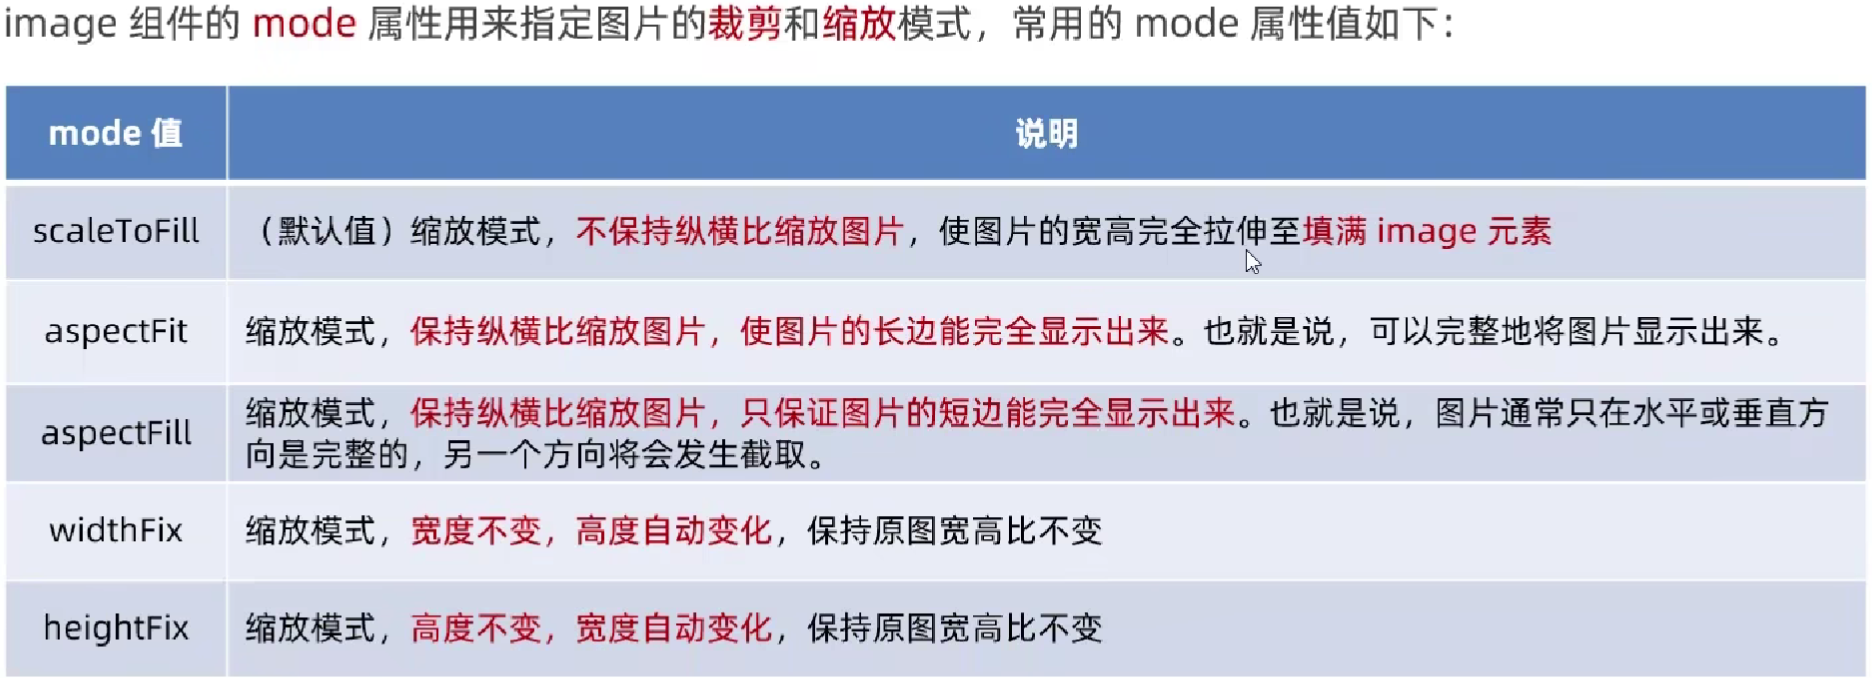 image 组件的 mode 属性用来指定图片的裁剪和缩放模式，常用的 mode 属性值如下：
mode 值 说明
scaleToFill （默认值）缩放模式，不保持纵横比缩放图片，使图片的宽高完全拉伸至填满 image 元素
aspectFit 缩放模式，保持纵横比缩放图片，使图片的长边能完全显示出来。也就是说，可以完整地将图片显示出来。
aspectFill 缩放模式，保持纵横比缩放图片，只保证图片的短边能完全显示出来。也就是说，图片通常只在水平或垂直方
向是完整的，另一个方向将会发生截取。
widthFix 缩放模式，宽度不变，高度自动变化，保持原图宽高比不变
heightFix 缩放模式，高度不变，宽度自动变化，保持原图宽高比不变